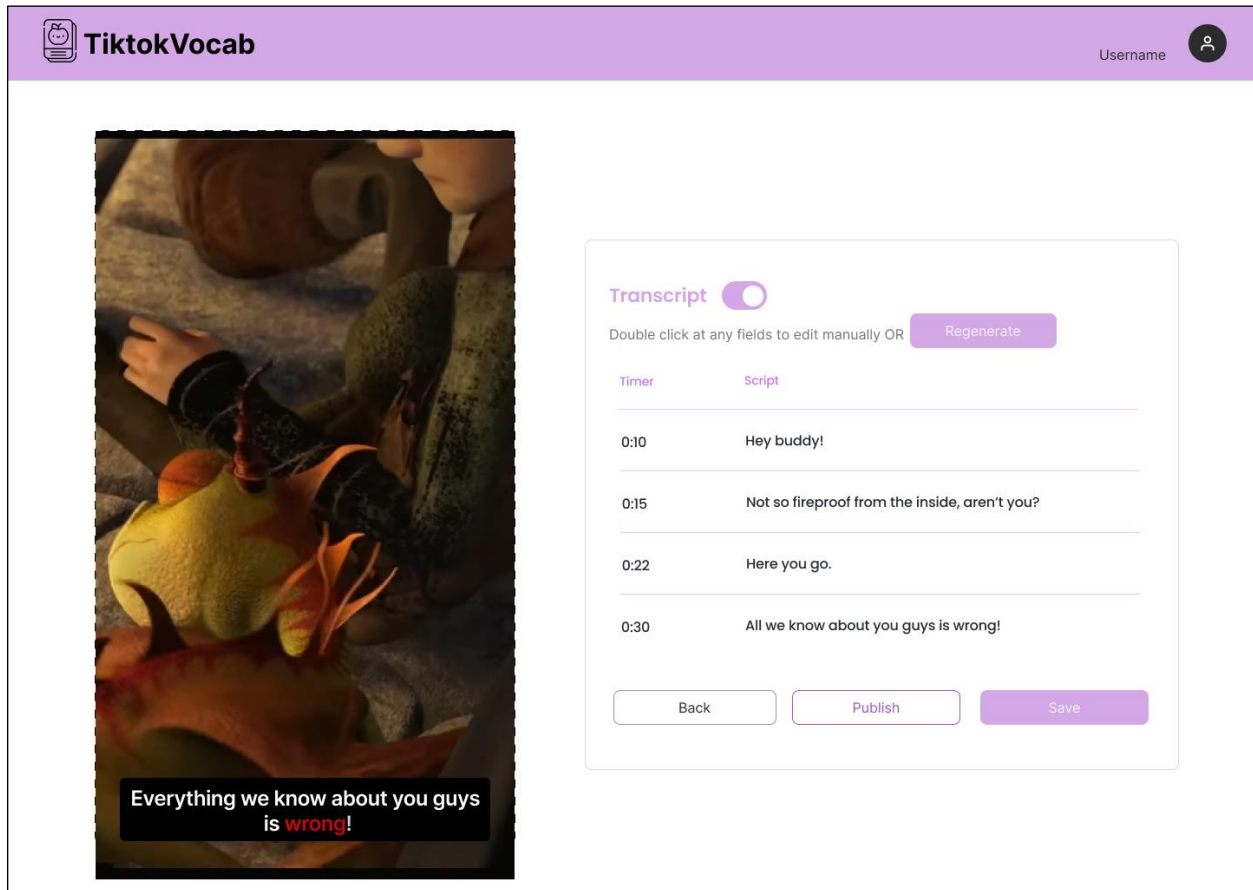 TiktokVocab
Username
Everything we know about you guys
is wrong!
Transcript
Double click at any fields to edit manually OR Regenerate
Timer Script
0:10 Hey buddy!
0:15 Not so fireproof from the inside, aren’t you?
0:22 Here you go.
0:30 All we know about you guys is wrong!
Back Publish Save